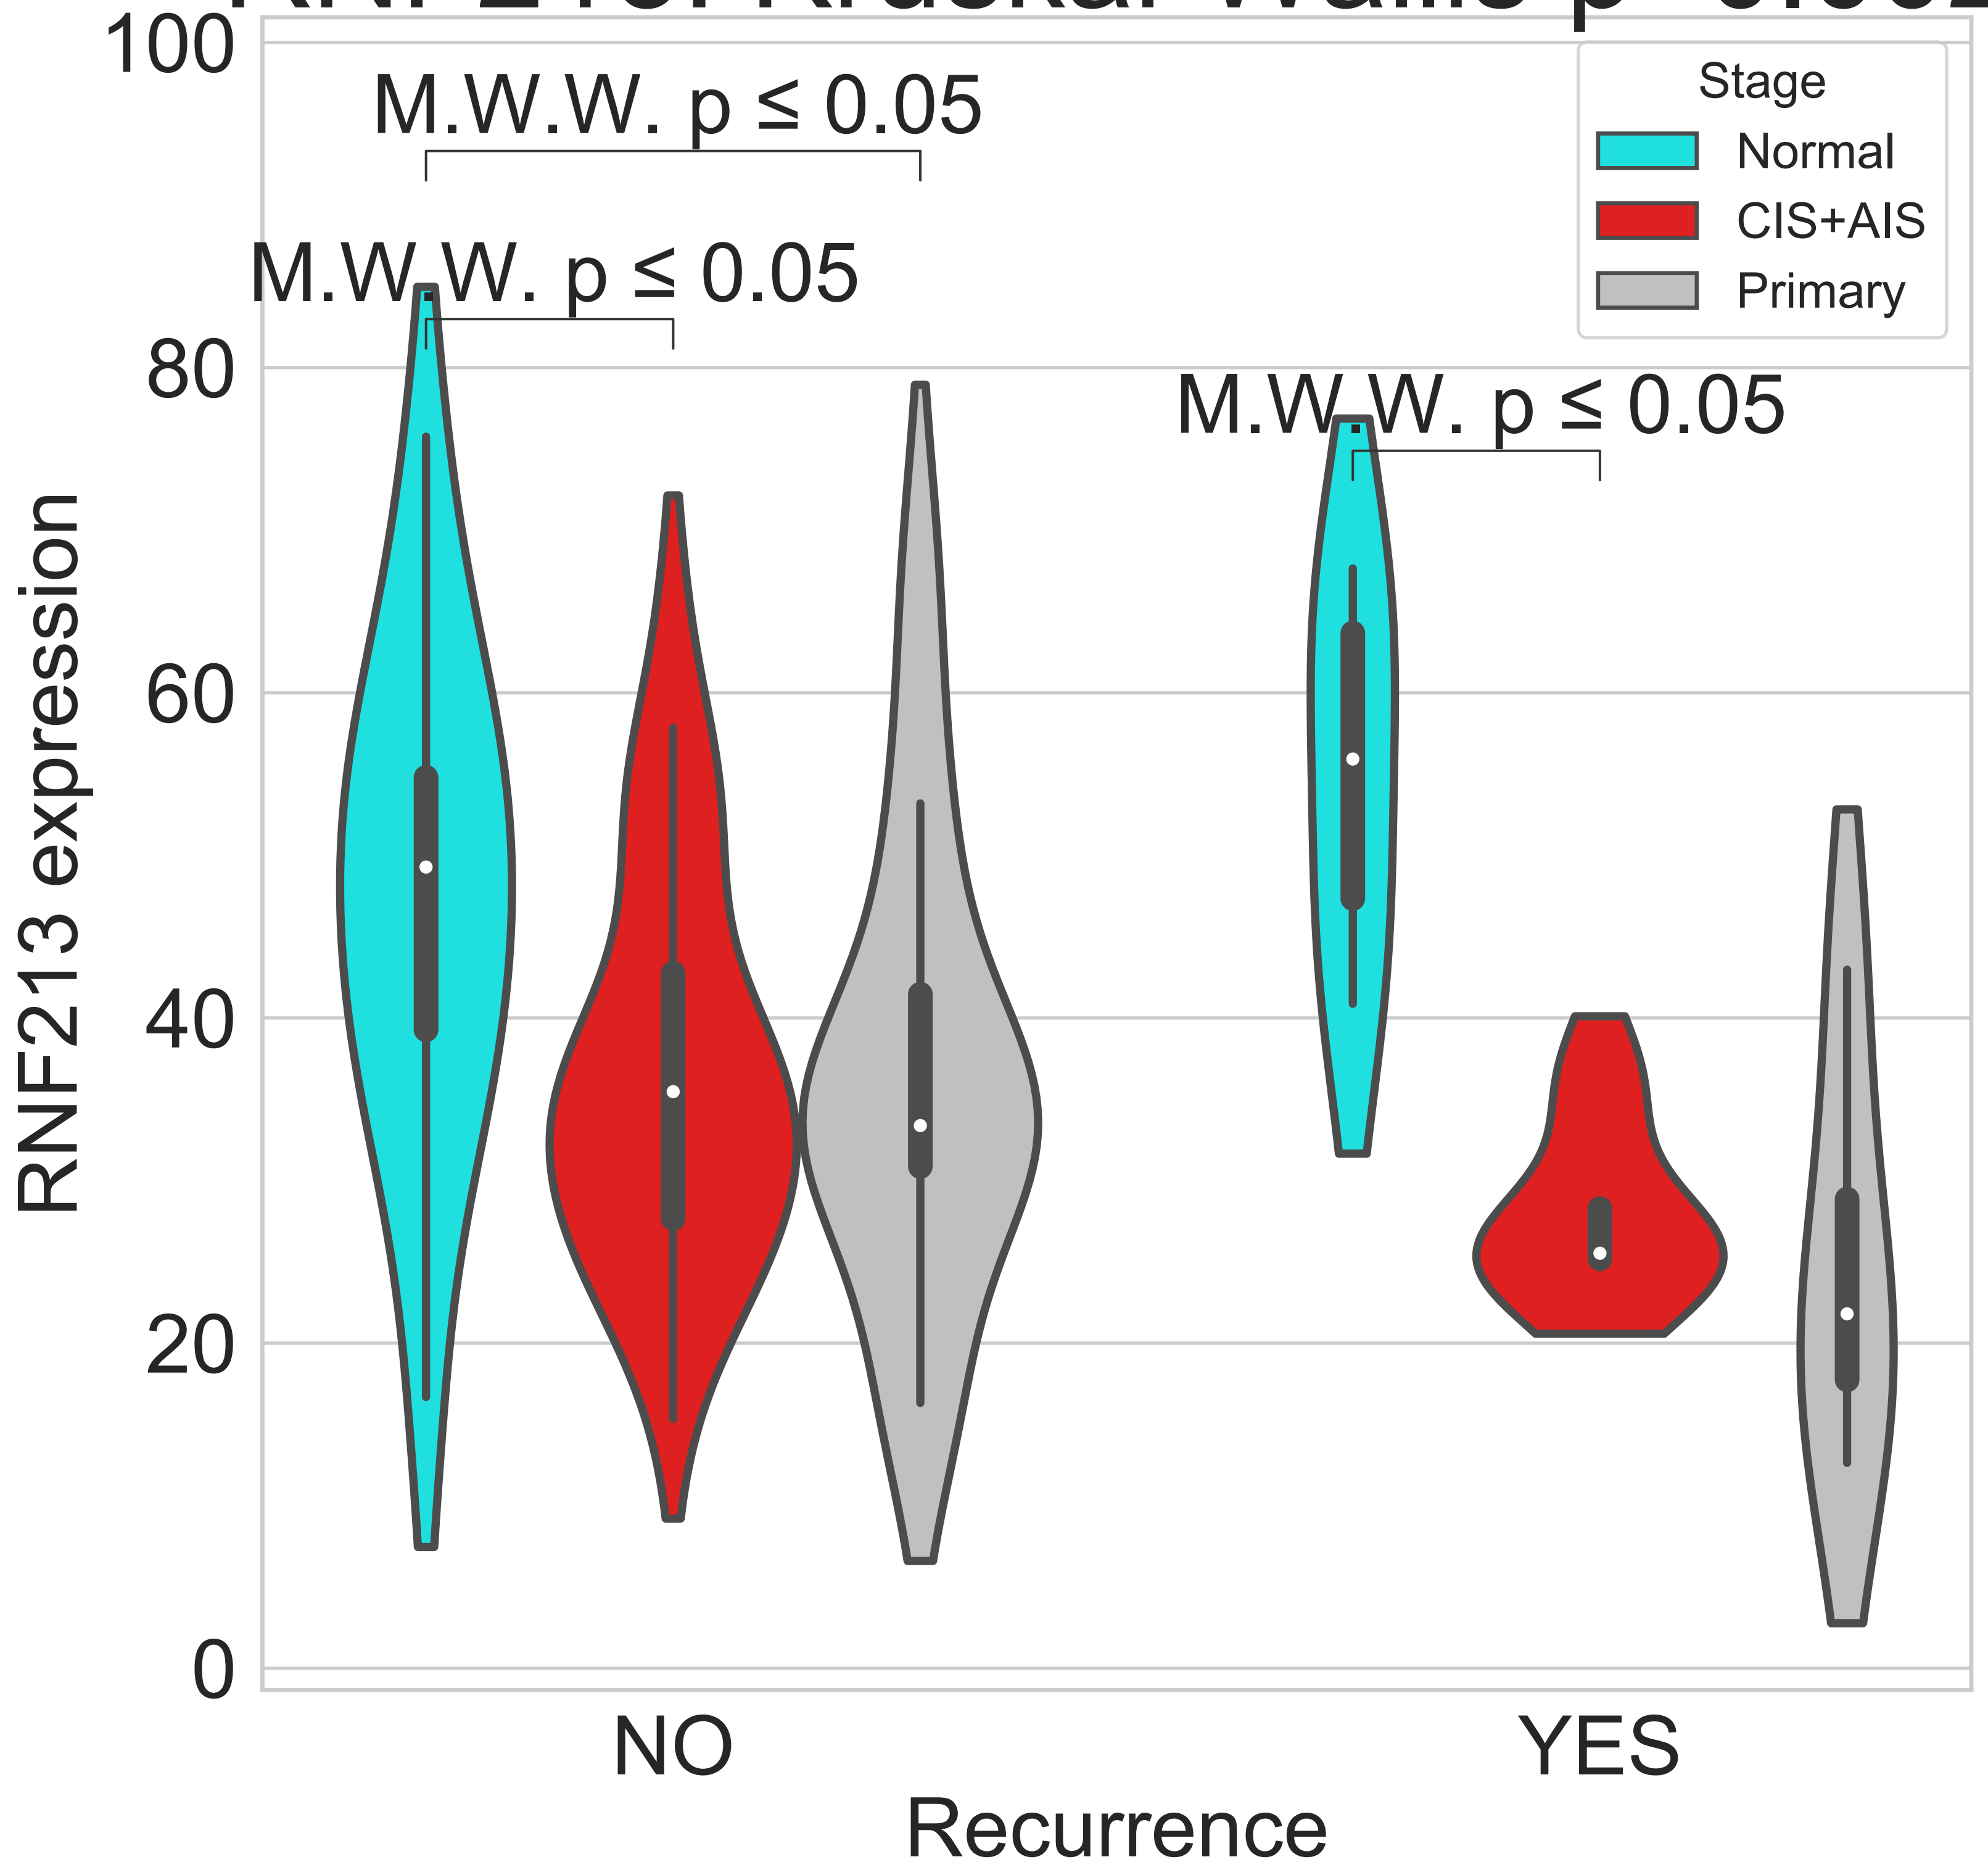 100
M.W.W. p ≤ 0.05
Stage
Normal
CIS+AIS
Primary
M.W.W. p ≤ 0.05
80
M.W.W. p ≤ 0.05
RNF213 expression
60
40
20
0
NO
YES
Recurrence